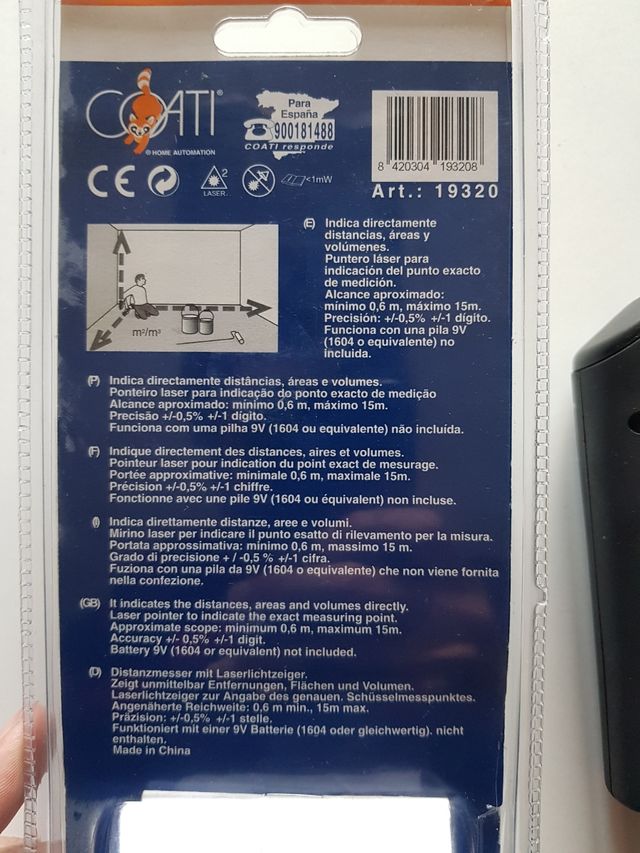 COATI®
© HOME AUTOMATION
Para
España
900181488
COATI responde
8 420304 193208
Art.: 19320
CE
2
LASER.
<1mW
m²/m³
(E) Indica directamente
distancias, áreas y
volúmenes.
Puntero láser para
indicación del punto exacto
de medición.
Alcance aproximado:
mínimo 0,6 m, máximo 15m.
Precisión: +/-0,5% +/-1 dígito.
Funciona con una pila 9V
(1604 o equivalente) no
incluida.
(P) Indica directamente distâncias, áreas e volumes.
Ponteiro laser para indicação do ponto exacto de medição
Alcance aproximado: mínimo 0,6 m, máximo 15m.
Precisão +/-0,5% +/-1 dígito.
Funciona com uma pilha 9V (1604 ou equivalente) não incluída.
(F) Indique directement des distances, aires et volumes.
Pointeur laser pour indication du point exact de mesurage.
Portée approximative: minimale 0,6 m, maximale 15m.
Précision +/-0,5% +/-1 chiffre.
Fonctionne avec une pile 9V (1604 ou équivalent) non incluse.
(I) Indica direttamente distanze, aree e volumi.
Mirino laser per indicare il punto esatto di rilevamento per la misura.
Portata approssimativa: minimo 0,6 m, massimo 15 m.
Grado di precisione + / -0,5 % +/-1 cifra.
Fuziona con una pila da 9V (1604 o equivalente) che non viene fornita
nella confezione.
(GB) It indicates the distances, areas and volumes directly.
Laser pointer to indicate the exact measuring point.
Approximate scope: minimum 0,6 m, maximum 15m.
Accuracy +/- 0,5% +/-1 digit.
Battery 9V (1604 or equivalent) not included.
(D) Distanzmesser mit Laserlichtzeiger.
Zeigt unmittelbar Entfernungen, Flächen und Volumen.
Laserlichtzeiger zur Angabe des genauen. Schüsselmesspunktes.
Angenäherte Reichweite: 0,6 m min., 15m max.
Präzision: +/-0,5% +/-1 stelle.
Funktioniert mit einer 9V Batterie (1604 oder gleichwertig). nicht
enthalten.
Made in China